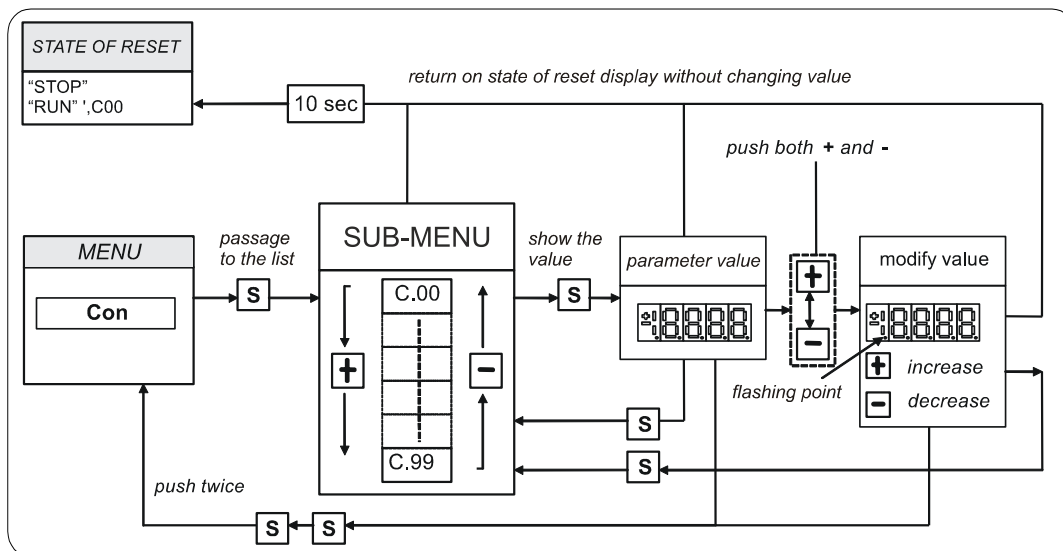 STATE OF RESET
“STOP”
“RUN” ',C00
10 sec
return on state of reset display without changing value
push both + and -
MENU
Con
passage
to the list
S
SUB-MENU
C.00
+
-
C.99
show the
value
S
parameter value
+
-
modify value
flashing point
+ increase
- decrease
S
S
push twice
S
S